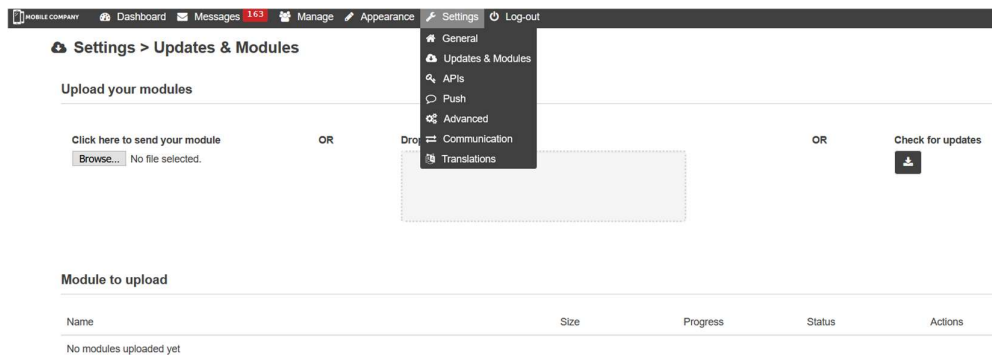 MOBILE COMPANY Dashboard Messages 163 Manage Appearance Settings Log-out
Settings > Updates & Modules
General
Updates & Modules
APIs
Push
Advanced
Communication
Translations
Upload your modules
Click here to send your module OR Drop OR Check for updates
Browse... No file selected.
Module to upload
Name Size Progress Status Actions
No modules uploaded yet